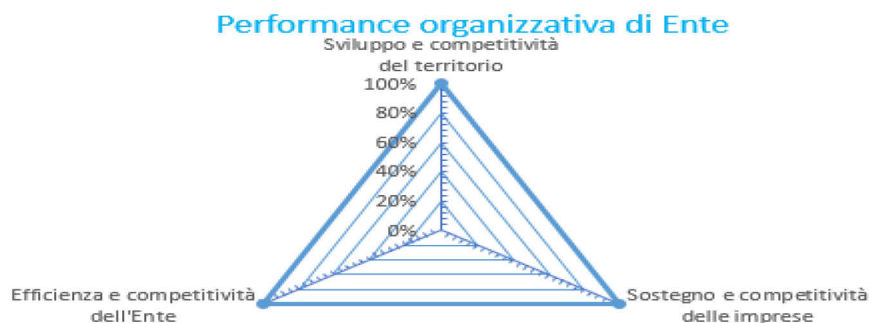 Performance organizzativa di Ente
Sviluppo e competitività
del territorio
100%
80%
60%
40%
20%
0%
Efficienza e competitività
dell'Ente
Sostegno e competitività
delle imprese